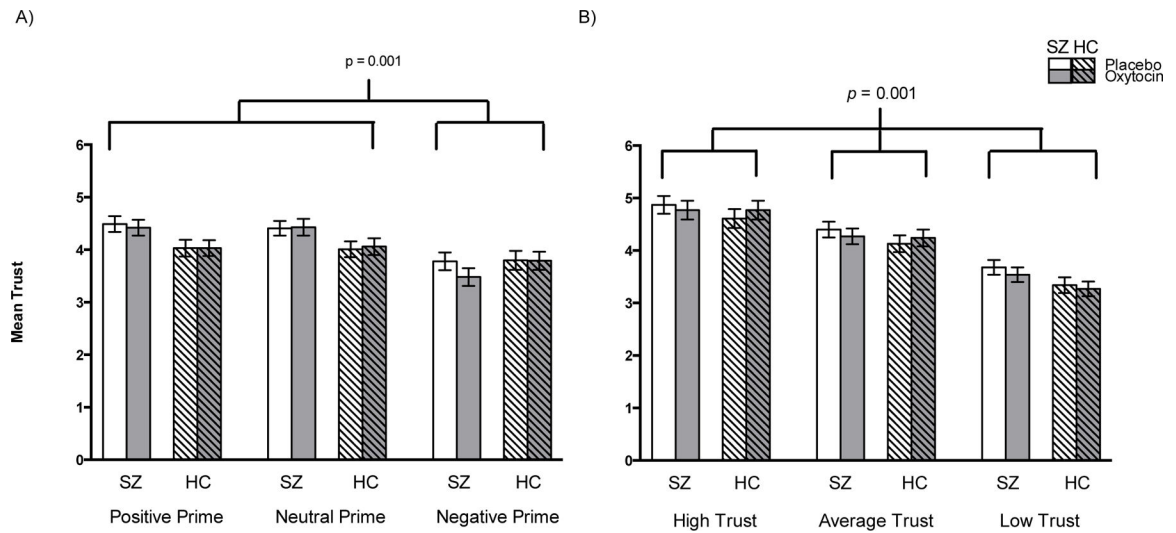 A)
B)
SZ HC
Placebo
Oxytocin
p = 0.001
p = 0.001
Mean Trust
6
5
4
3
2
1
0
SZ HC SZ HC SZ HC
Positive Prime Neutral Prime Negative Prime
6
5
4
3
2
1
0
SZ HC SZ HC SZ HC
High Trust Average Trust Low Trust